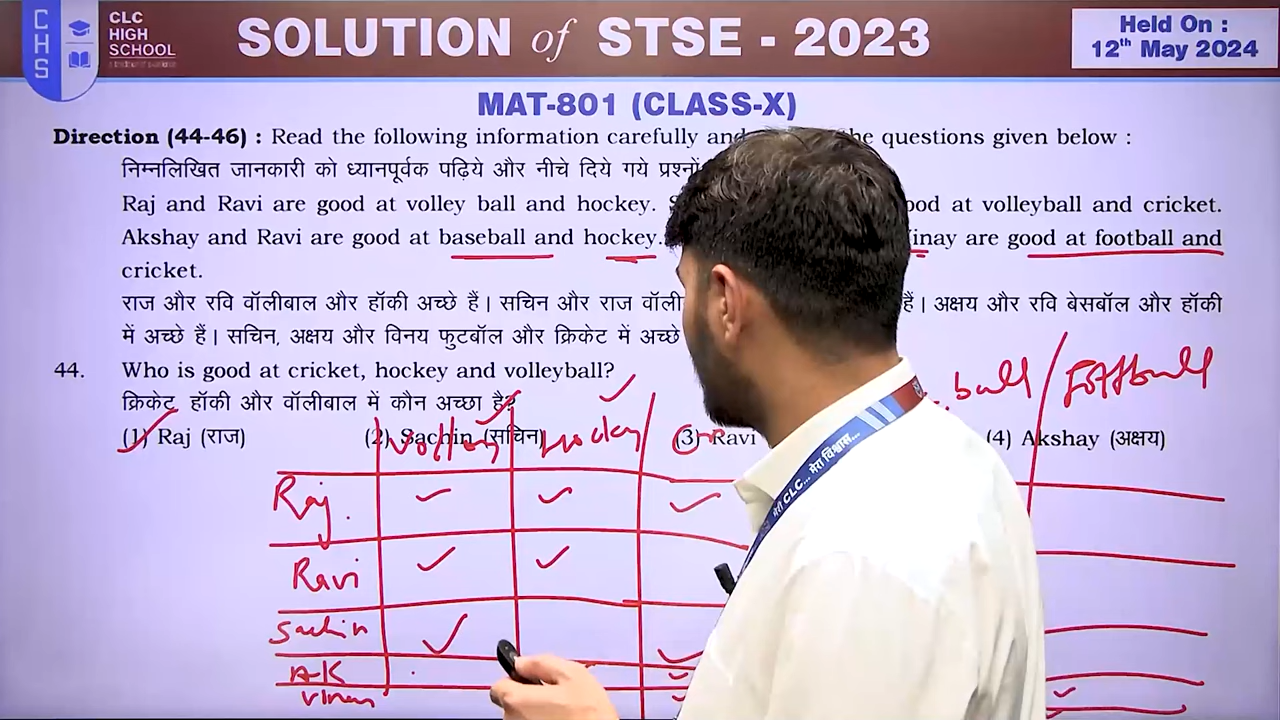 CHS
CLC
HIGH
SCHOOL
SOLUTION of STSE - 2023
Held On :
12th May 2024
MAT-801 (CLASS-X)
Direction (44-46) : Read the following information carefully and he questions given below :
निम्नलिखित जानकारी को ध्यानपूर्वक पढ़िये और नीचे दिये गये प्रश्नों
Raj and Ravi are good at volley ball and hockey. S ood at volleyball and cricket.
Akshay and Ravi are good at baseball and hockey. inay are good at football and
cricket.
राज और रवि वॉलीबाल और हॉकी अच्छे हैं। सचिन और राज वॉली हैं। अक्षय और रवि बेसबॉल और हॉकी
में अच्छे हैं। सचिन, अक्षय और विनय फुटबॉल और क्रिकेट में अच्छे
44. Who is good at cricket, hockey and volleyball?
क्रिकेट, हॉकी और वॉलीबाल में कौन अच्छा है?
ball Football
(1) Raj (राज) (2) Sachin (सचिन) (3) Ravi (4) Akshay (अक्षय)
Volley Hockey
Raj.
Ravi
Sachin
AK
Vinay
मेरी CLC... मेरा विश्वास...